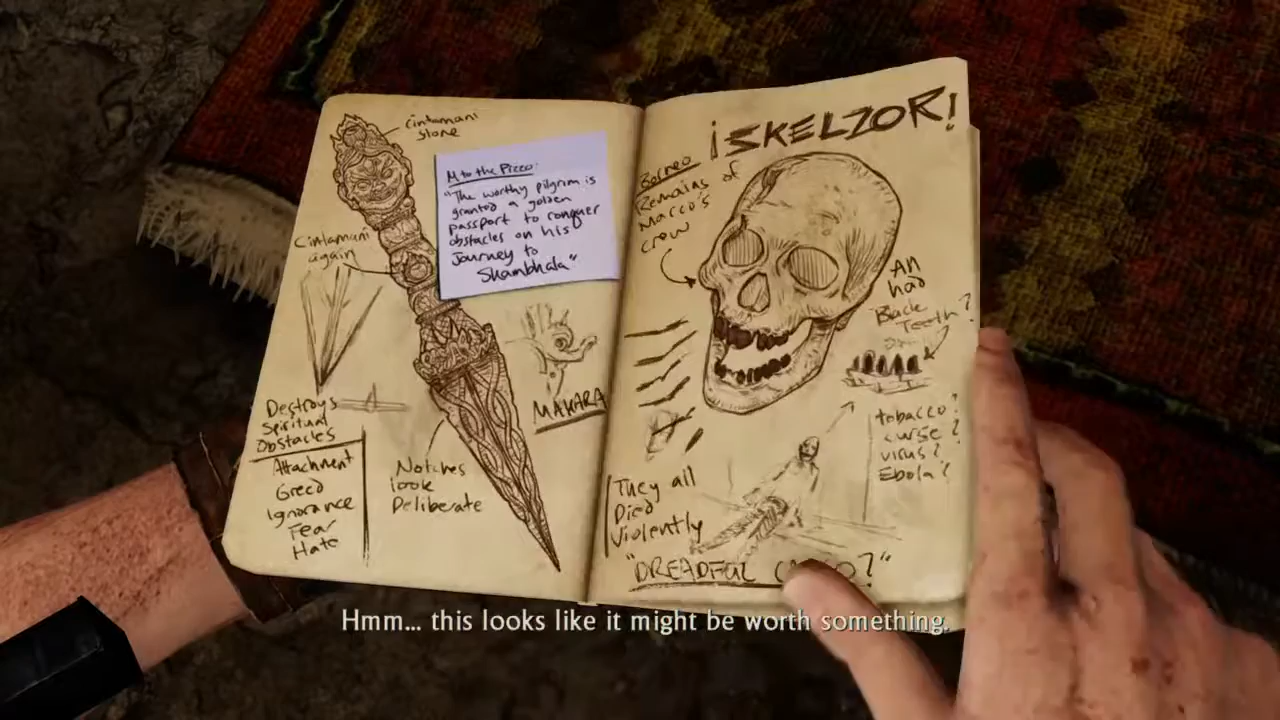 Cintamani
stone
M to the Pizzo:
"The worthy pilgrim is
granted a golden
passport to conquer
obstacles on his
Journey to
Shambhala"
Cintamani
again
MAKARA
Destroys
Spiritual
Obstacles
Attachment
Greed
Ignorance
Fear
Hate
Notches
look
Deliberate
¡SKELZOR!
Borneo
Remains of
Marco's
crew
All
had
Black
Teeth?
tobacco?
curse?
virus?
Ebola?
They all
Died
Violently
"DREADFUL
Hmm... this looks like it might be worth something.